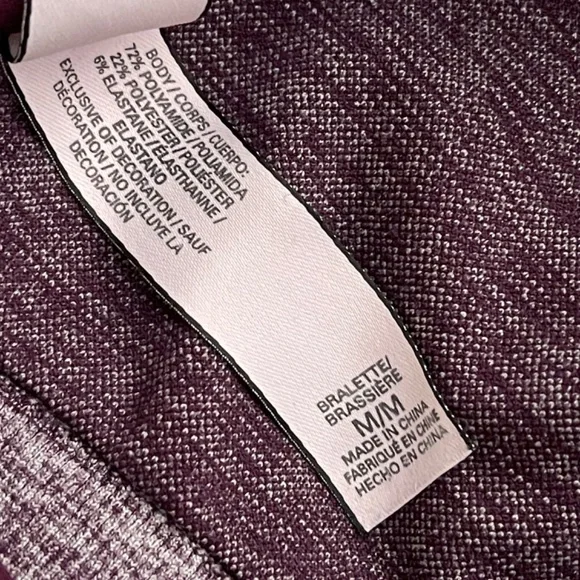 BODY / CORPS / CUERPO:
72% POLYAMIDE / POLIAMIDA
22% POLYESTER / POLIÉSTER
6% ELASTANE / ÉLASTHANNE /
ELASTANO
EXCLUSIVE OF DECORATION / SAUF
DÉCORATION / NO INCLUYE LA
DECORACIÓN
BRALETTE/
BRASSIÈRE
M/M
MADE IN CHINA
FABRIQUÉ EN CHINE
HECHO EN CHINA